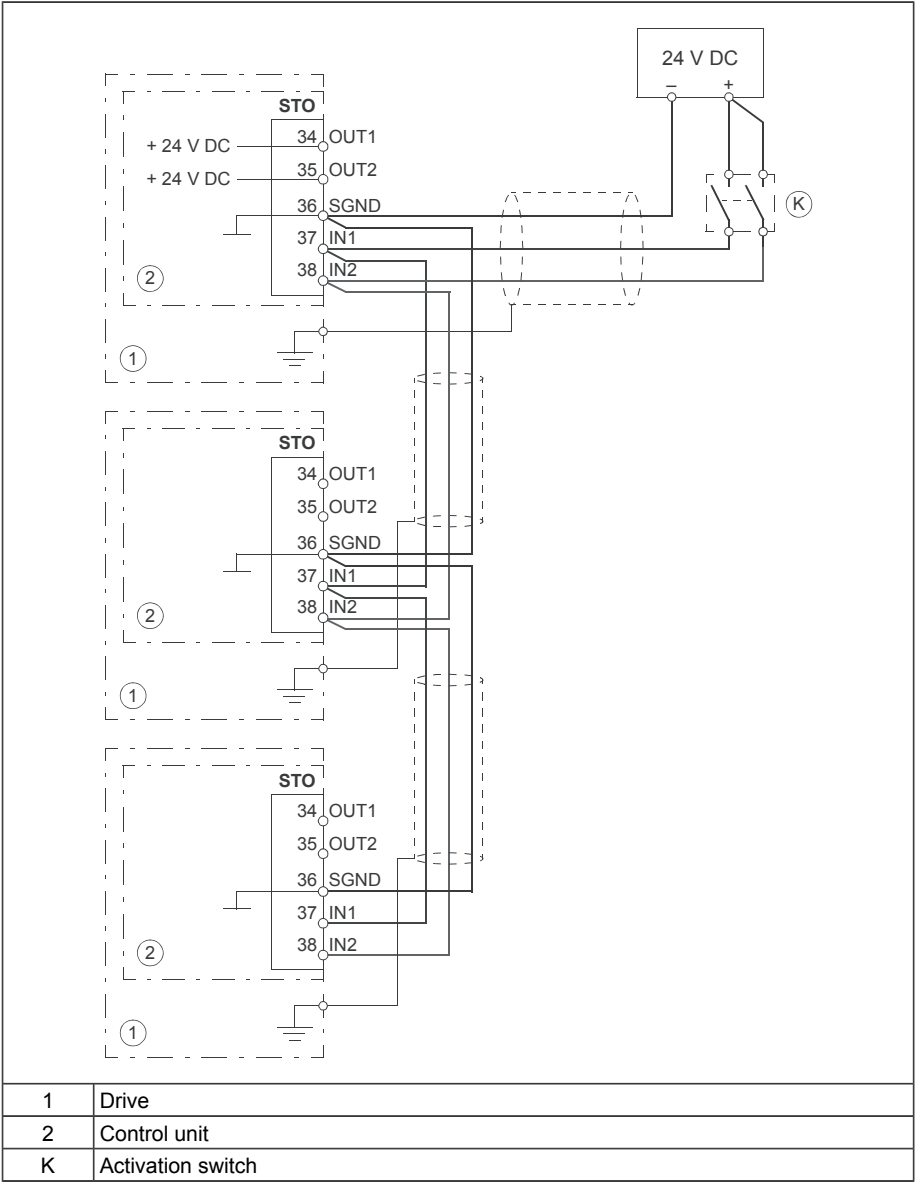 24 V DC
– +
STO
+ 24 V DC 34 OUT1
+ 24 V DC 35 OUT2
36 SGND
37 IN1
38 IN2
K
2
1
STO
34 OUT1
35 OUT2
36 SGND
37 IN1
38 IN2
2
1
STO
34 OUT1
35 OUT2
36 SGND
37 IN1
38 IN2
2
1
1 Drive
2 Control unit
K Activation switch